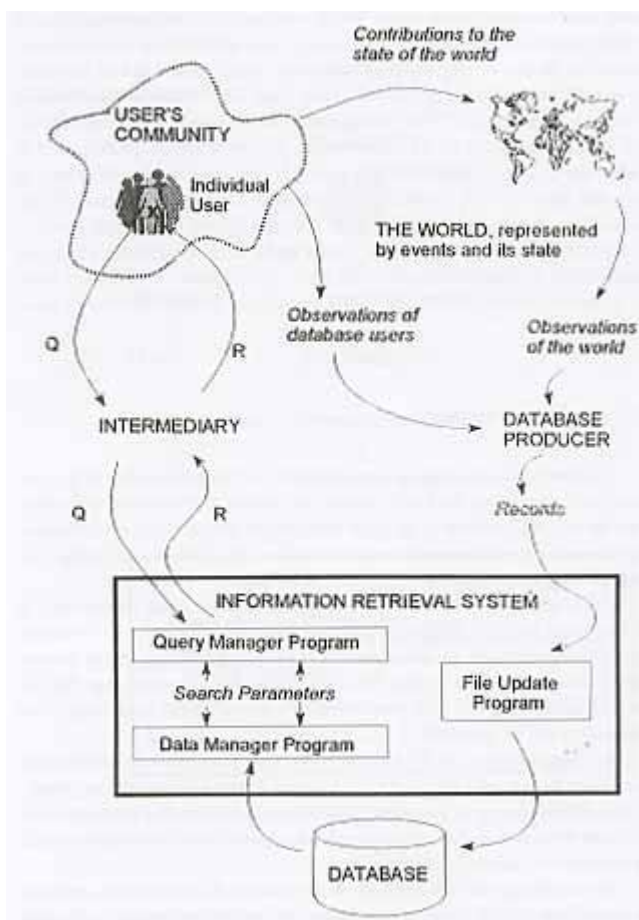 Contributions to the
state of the world
USER'S
COMMUNITY
Individual
User
THE WORLD, represented
by events and its state
Observations of
database users
Observations
of the world
Q
R
INTERMEDIARY
DATABASE
PRODUCER
Q
R
Records
INFORMATION RETRIEVAL SYSTEM
Query Manager Program
Search Parameters
File Update
Program
Data Manager Program
DATABASE